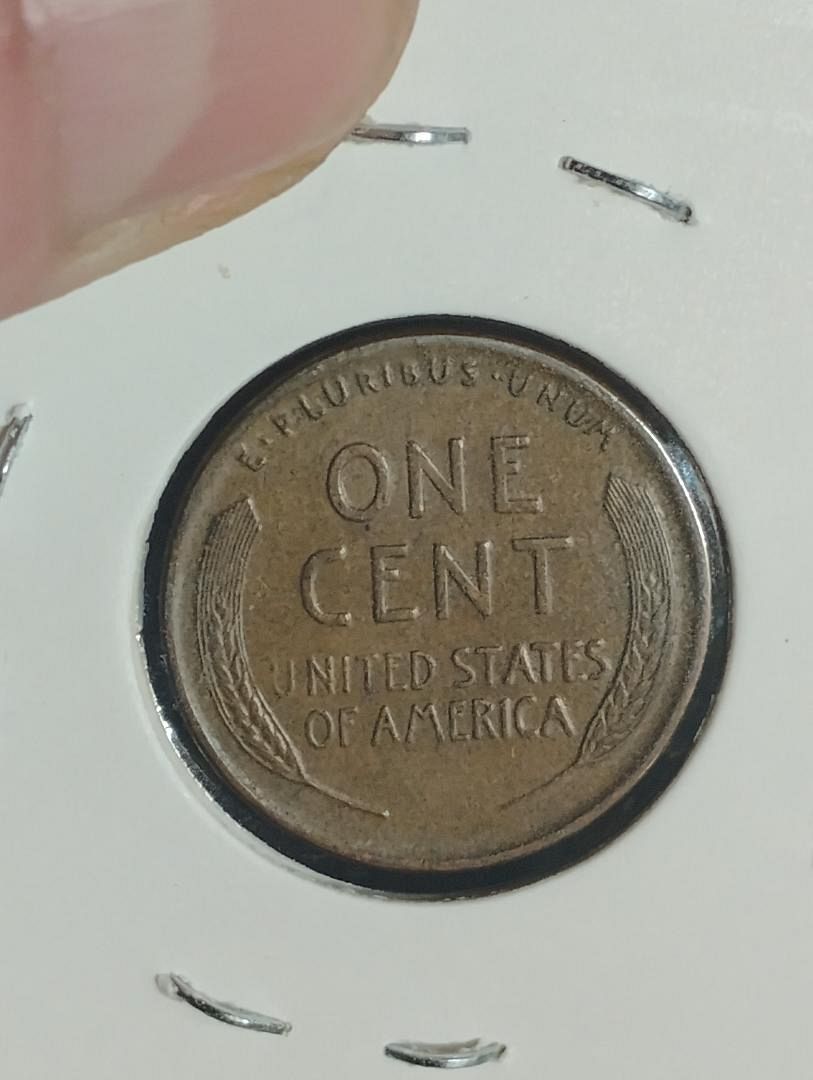 E·PLURIBUS·UNUM
ONE
CENT
UNITED STATES
OF AMERICA